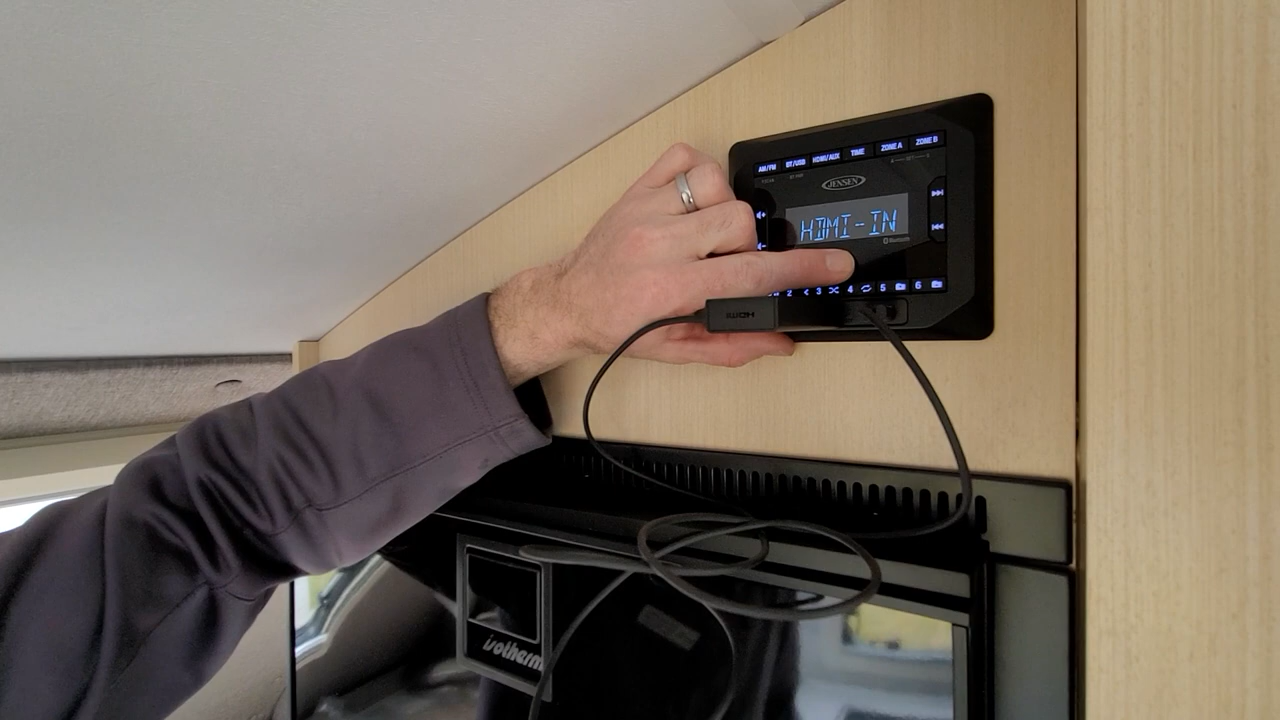 AM/FM BT/USB HDMI/AUX TIME ZONE A ZONE B
JENSEN
HDMI-IN
Bluetooth
2 3 4 5 6
HDMI
isotherm